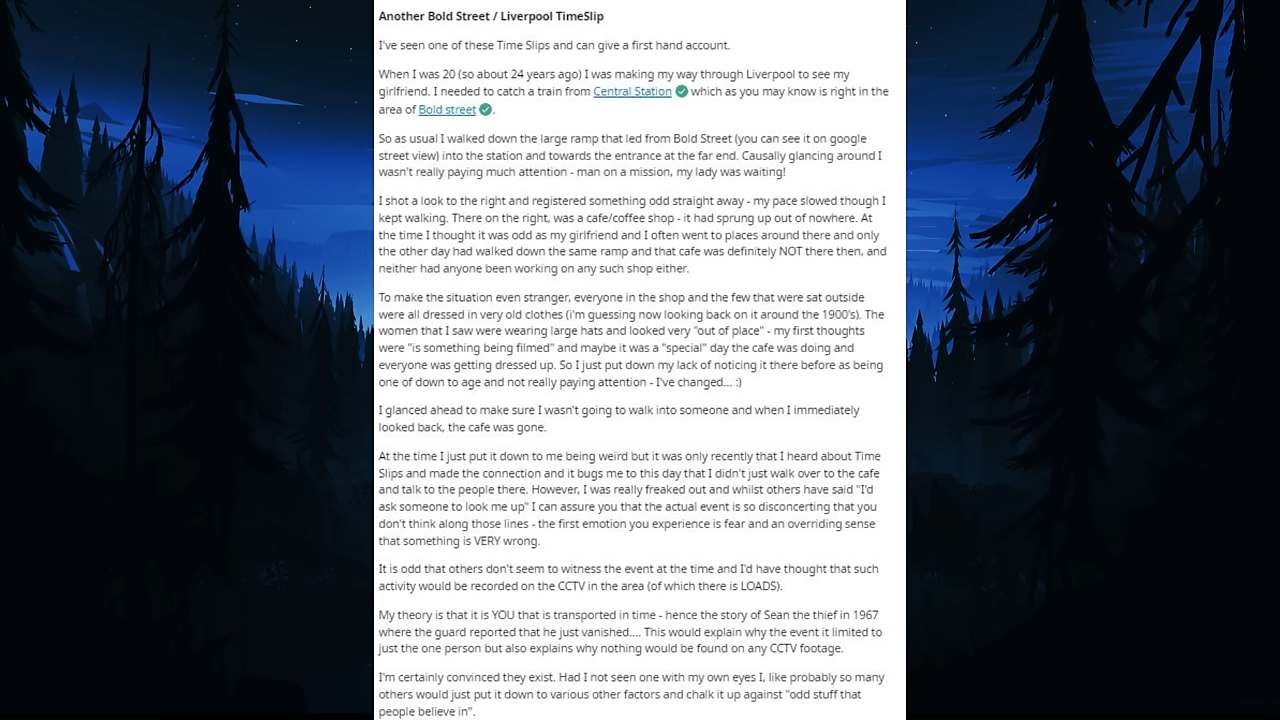 Another Bold Street / Liverpool TimeSlip
I've seen one of these Time Slips and can give a first hand account.
When I was 20 (so about 24 years ago) I was making my way through Liverpool to see my
girlfriend. I needed to catch a train from Central Station which as you may know is right in the
area of Bold street .
So as usual I walked down the large ramp that led from Bold Street (you can see it on google
street view) into the station and towards the entrance at the far end. Causally glancing around I
wasn't really paying much attention - man on a mission, my lady was waiting!
I shot a look to the right and registered something odd straight away - my pace slowed though I
kept walking. There on the right, was a cafe/coffee shop - it had sprung up out of nowhere. At
the time I thought it was odd as my girlfriend and I often went to places around there and only
the other day had walked down the same ramp and that cafe was definitely NOT there then, and
neither had anyone been working on any such shop either.
To make the situation even stranger, everyone in the shop and the few that were sat outside
were all dressed in very old clothes (i'm guessing now looking back on it around the 1900's). The
women that I saw were wearing large hats and looked very "out of place" - my first thoughts
were "is something being filmed" and maybe it was a "special" day the cafe was doing and
everyone was getting dressed up. So I just put down my lack of noticing it there before as being
one of down to age and not really paying attention - I've changed... :)
I glanced ahead to make sure I wasn't going to walk into someone and when I immediately
looked back, the cafe was gone.
At the time I just put it down to me being weird but it was only recently that I heard about Time
Slips and made the connection and it bugs me to this day that I didn't just walk over to the cafe
and talk to the people there. However, I was really freaked out and whilst others have said "I'd
ask someone to look me up" I can assure you that the actual event is so disconcerting that you
don't think along those lines - the first emotion you experience is fear and an overriding sense
that something is VERY wrong.
It is odd that others don't seem to witness the event at the time and I'd have thought that such
activity would be recorded on the CCTV in the area (of which there is LOADS).
My theory is that it is YOU that is transported in time - hence the story of Sean the thief in 1967
where the guard reported that he just vanished.... This would explain why the event it limited to
just the one person but also explains why nothing would be found on any CCTV footage.
I'm certainly convinced they exist. Had I not seen one with my own eyes I, like probably so many
others would just put it down to various other factors and chalk it up against "odd stuff that
people believe in".